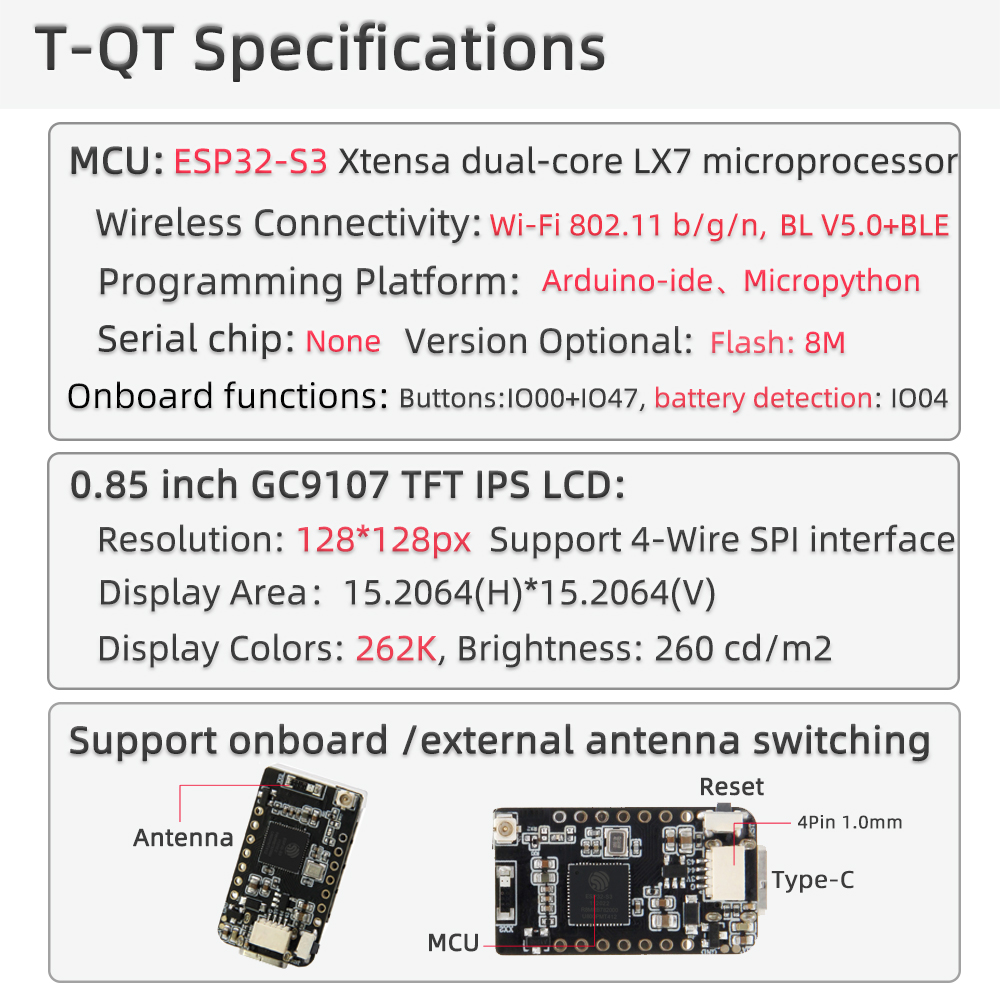 T-QT Specifications
MCU: ESP32-S3 Xtensa dual-core LX7 microprocessor
Wireless Connectivity: Wi-Fi 802.11 b/g/n, BL V5.0+BLE
Programming Platform: Arduino-ide、Micropython
Serial chip: None Version Optional: Flash: 8M
Onboard functions: Buttons:IO00+IO47, battery detection: IO04
0.85 inch GC9107 TFT IPS LCD:
Resolution: 128*128px Support 4-Wire SPI interface
Display Area: 15.2064(H)*15.2064(V)
Display Colors: 262K, Brightness: 260 cd/m2
Support onboard /external antenna switching
Reset
4Pin 1.0mm
Antenna
Type-C
MCU